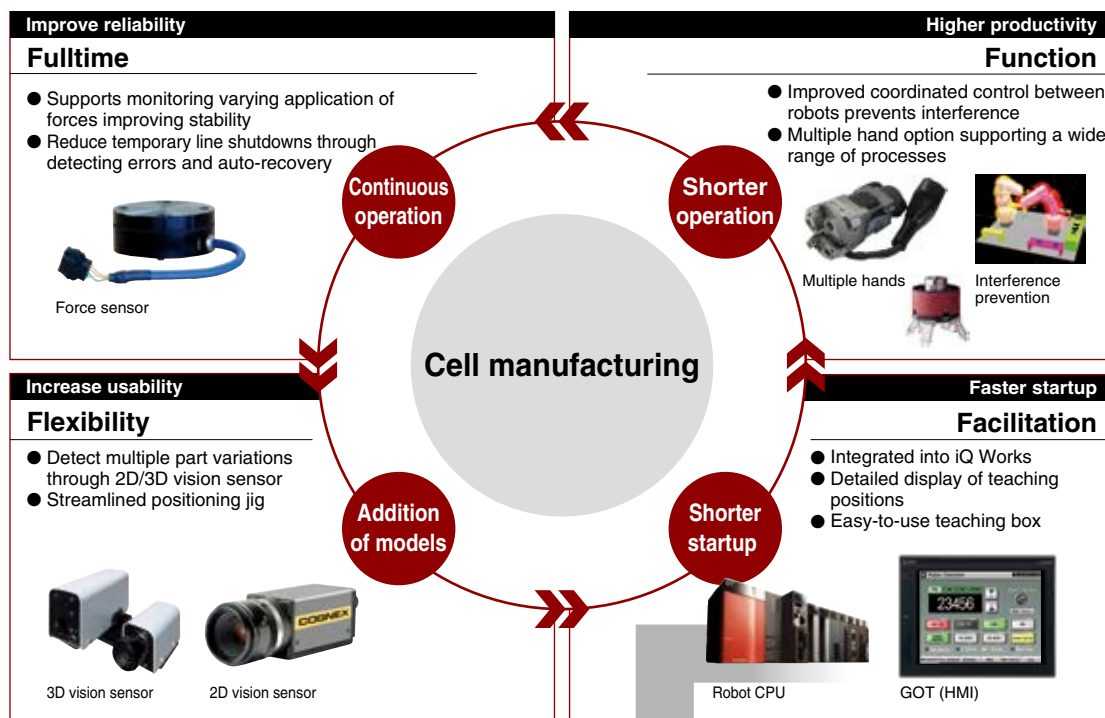 Improve reliability
Fulltime
● Supports monitoring varying application of
forces improving stability
● Reduce temporary line shutdowns through
detecting errors and auto-recovery
Force sensor
Higher productivity
Function
● Improved coordinated control between
robots prevents interference
● Multiple hand option supporting a wide
range of processes
Multiple hands
Interference
prevention
Continuous
operation
Shorter
operation
Cell manufacturing
Increase usability
Flexibility
● Detect multiple part variations
through 2D/3D vision sensor
● Streamlined positioning jig
COGNEX
3D vision sensor
2D vision sensor
Addition
of models
Shorter
startup
Faster startup
Facilitation
● Integrated into iQ Works
● Detailed display of teaching
positions
● Easy-to-use teaching box
23456
Robot CPU
GOT (HMI)